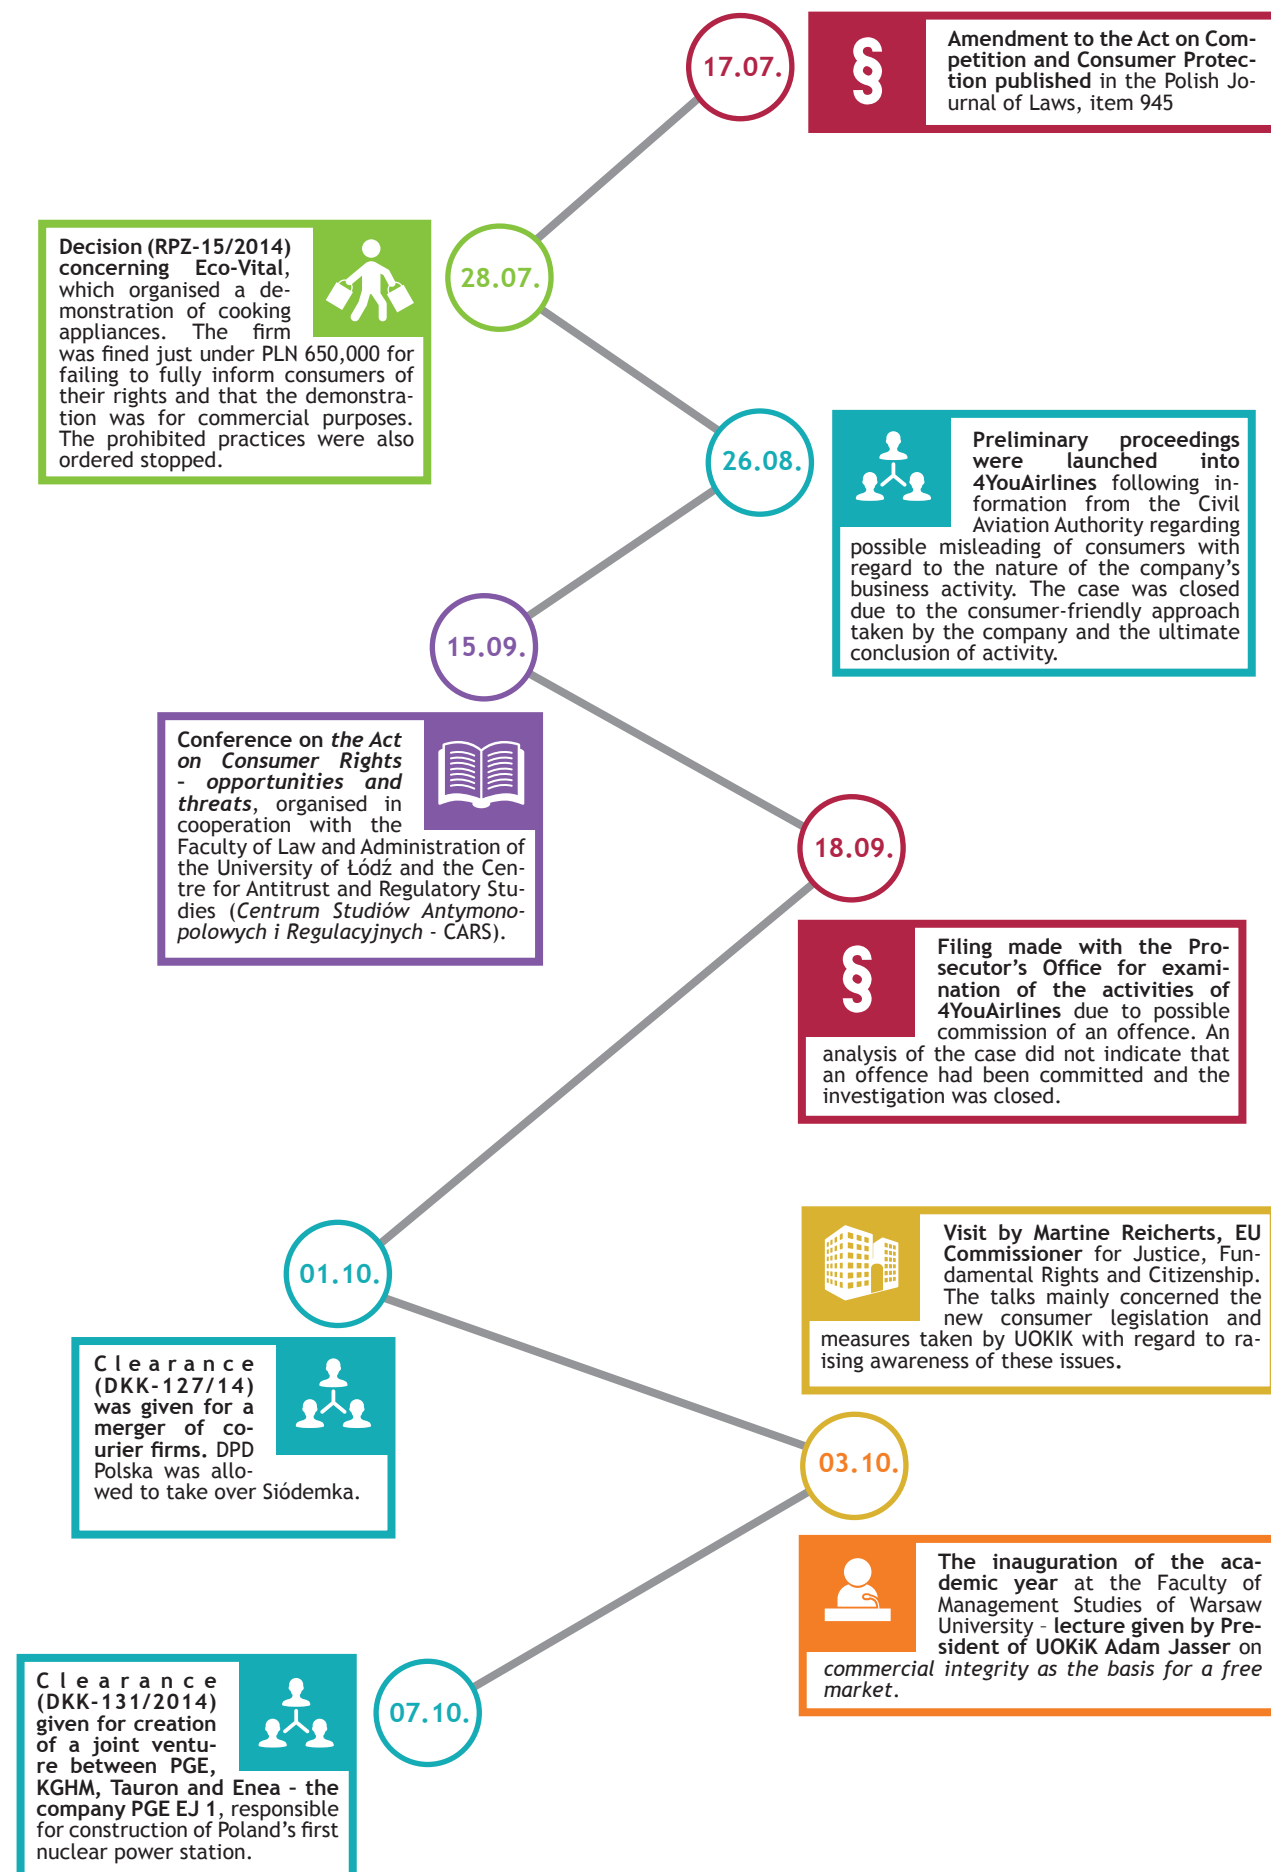 17.07.
§
Amendment to the Act on Com-
petition and Consumer Protec-
tion published in the Polish Jo-
urnal of Laws, item 945
28.07.
Decision (RPZ-15/2014)
concerning Eco-Vital,
which organised a de-
monstration of cooking
appliances. The firm
was fined just under PLN 650,000 for
failing to fully inform consumers of
their rights and that the demonstra-
tion was for commercial purposes.
The prohibited practices were also
ordered stopped.
26.08.
Preliminary proceedings
were launched into
4YouAirlines following in-
formation from the Civil
Aviation Authority regarding
possible misleading of consumers with
regard to the nature of the company’s
business activity. The case was closed
due to the consumer-friendly approach
taken by the company and the ultimate
conclusion of activity.
15.09.
Conference on the Act
on Consumer Rights
– opportunities and
threats, organised in
cooperation with the
Faculty of Law and Administration of
the University of Łódź and the Cen-
tre for Antitrust and Regulatory Stu-
dies (Centrum Studiów Antymono-
polowych i Regulacyjnych - CARS).
18.09.
§
Filing made with the Pro-
secutor’s Office for exami-
nation of the activities of
4YouAirlines due to possible
commission of an offence. An
analysis of the case did not indicate that
an offence had been committed and the
investigation was closed.
01.10.
Clearance
(DKK-127/14)
was given for a
merger of co-
urier firms. DPD
Polska was allo-
wed to take over Siódemka.
Visit by Martine Reicherts, EU
Commissioner for Justice, Fun-
damental Rights and Citizenship.
The talks mainly concerned the
new consumer legislation and
measures taken by UOKIK with regard to ra-
ising awareness of these issues.
03.10.
The inauguration of the aca-
demic year at the Faculty of
Management Studies of Warsaw
University – lecture given by Pre-
sident of UOKiK Adam Jasser on
commercial integrity as the basis for a free
market.
07.10.
Clearance
(DKK-131/2014)
given for creation
of a joint ventu-
re between PGE,
KGHM, Tauron and Enea – the
company PGE EJ 1, responsible
for construction of Poland’s first
nuclear power station.